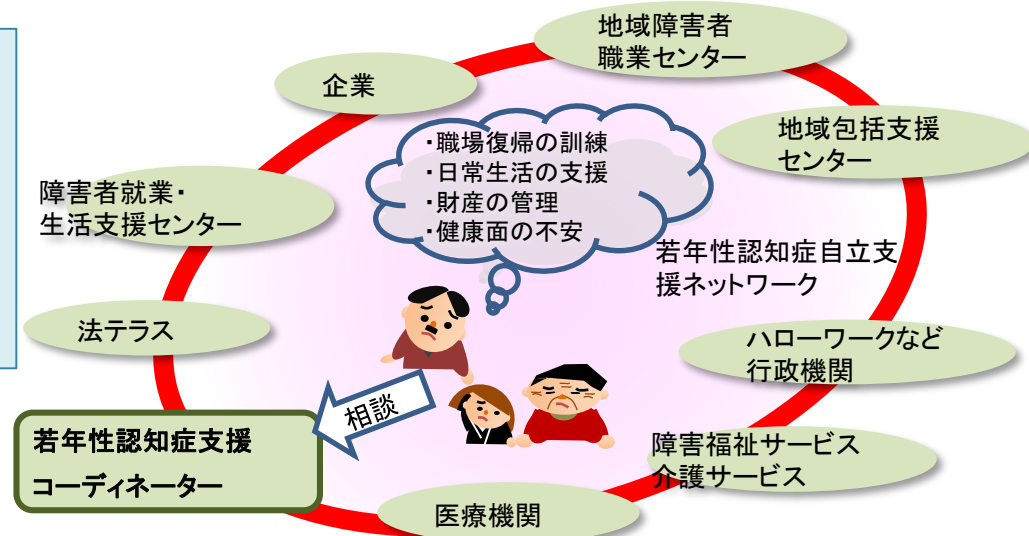 地域障害者
職業センター
企業
地域包括支援
センター
・職場復帰の訓練
・日常生活の支援
・財産の管理
・健康面の不安
障害者就業・
生活支援センター
若年性認知症自立支
援ネットワーク
法テラス
ハローワークなど
行政機関
相談
若年性認知症支援
コーディネーター
障害福祉サービス
介護サービス
医療機関